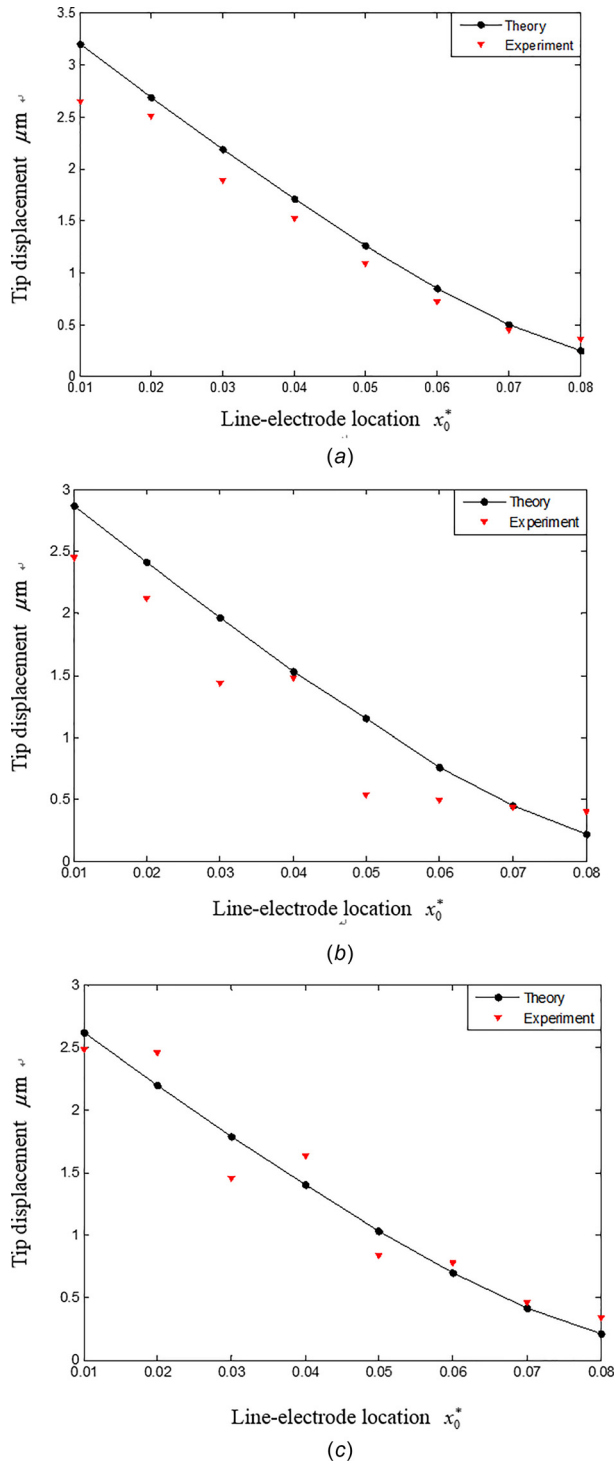 3.5
3
2.5
2
1.5
1
0.5
0
Tip displacement μm ↵
Theory
Experiment
0.01 0.02 0.03 0.04 0.05 0.06 0.07 0.08
Line-electrode location x₀*
↵
(a)
3
2.5
2
1.5
1
0.5
0
Tip displacement μm ↵
Theory
Experiment
0.01 0.02 0.03 0.04 0.05 0.06 0.07 0.08
Line-electrode location x₀*
↵
(b)
3
2.5
2
1.5
1
0.5
0
Tip displacement μm ↵
Theory
Experiment
0.01 0.02 0.03 0.04 0.05 0.06 0.07 0.08
Line-electrode location x₀*
(c)